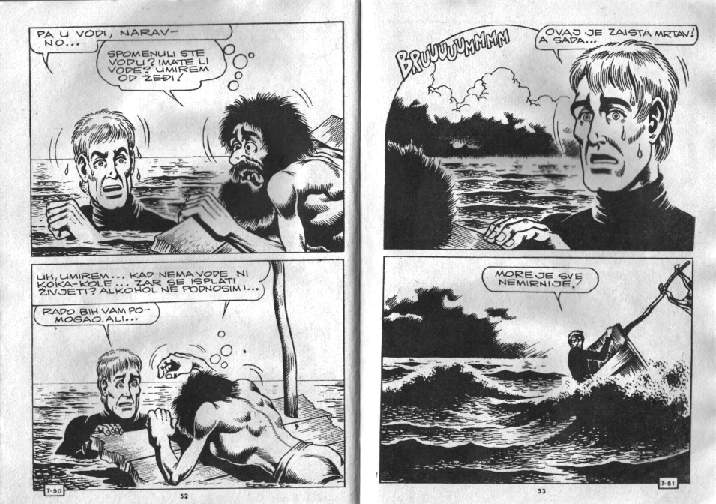 PA U VODI, NARAV-
NO...
SPOMENULI STE
VODU? IMATE LI
VODE? UMIREM
OD ŽEĐI!
UH, UMIREM... KAD NEMA VODE NI
KOKA-KOLE... ZAR SE ISPLATI
ŽIVJETI? ALKOHOL NE PODNOSIM...
RADO BIH VAM PO-
MOGAO, ALI...
52
BRUUUUUMMMM
OVAJ JE ZAISTA MRTAV!
A SADA...
MORE JE SVE
NEMIRNIJE!
53